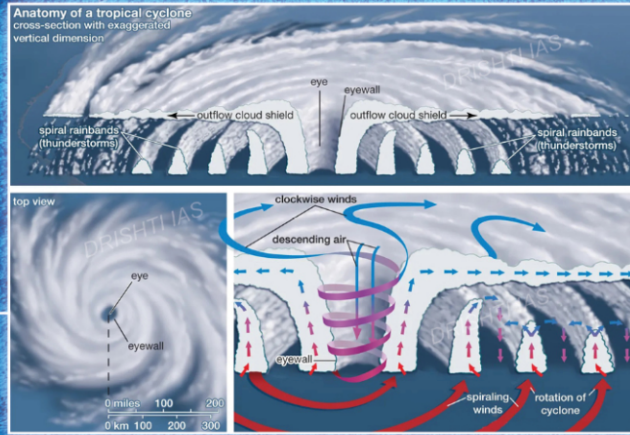 Anatomy of a tropical cyclone
cross-section with exaggerated
vertical dimension
DRISHTI IAS
eye
eyewall
outflow cloud shield
outflow cloud shield
spiral rainbands
(thunderstorms)
spiral rainbands
(thunderstorms)
top view
DRISHTI IAS
eye
eyewall
0 miles 100 200
0 km 100 200 300
clockwise winds
descending air
DRISHTI IAS
eyewall
spiraling
winds
rotation of
cyclone